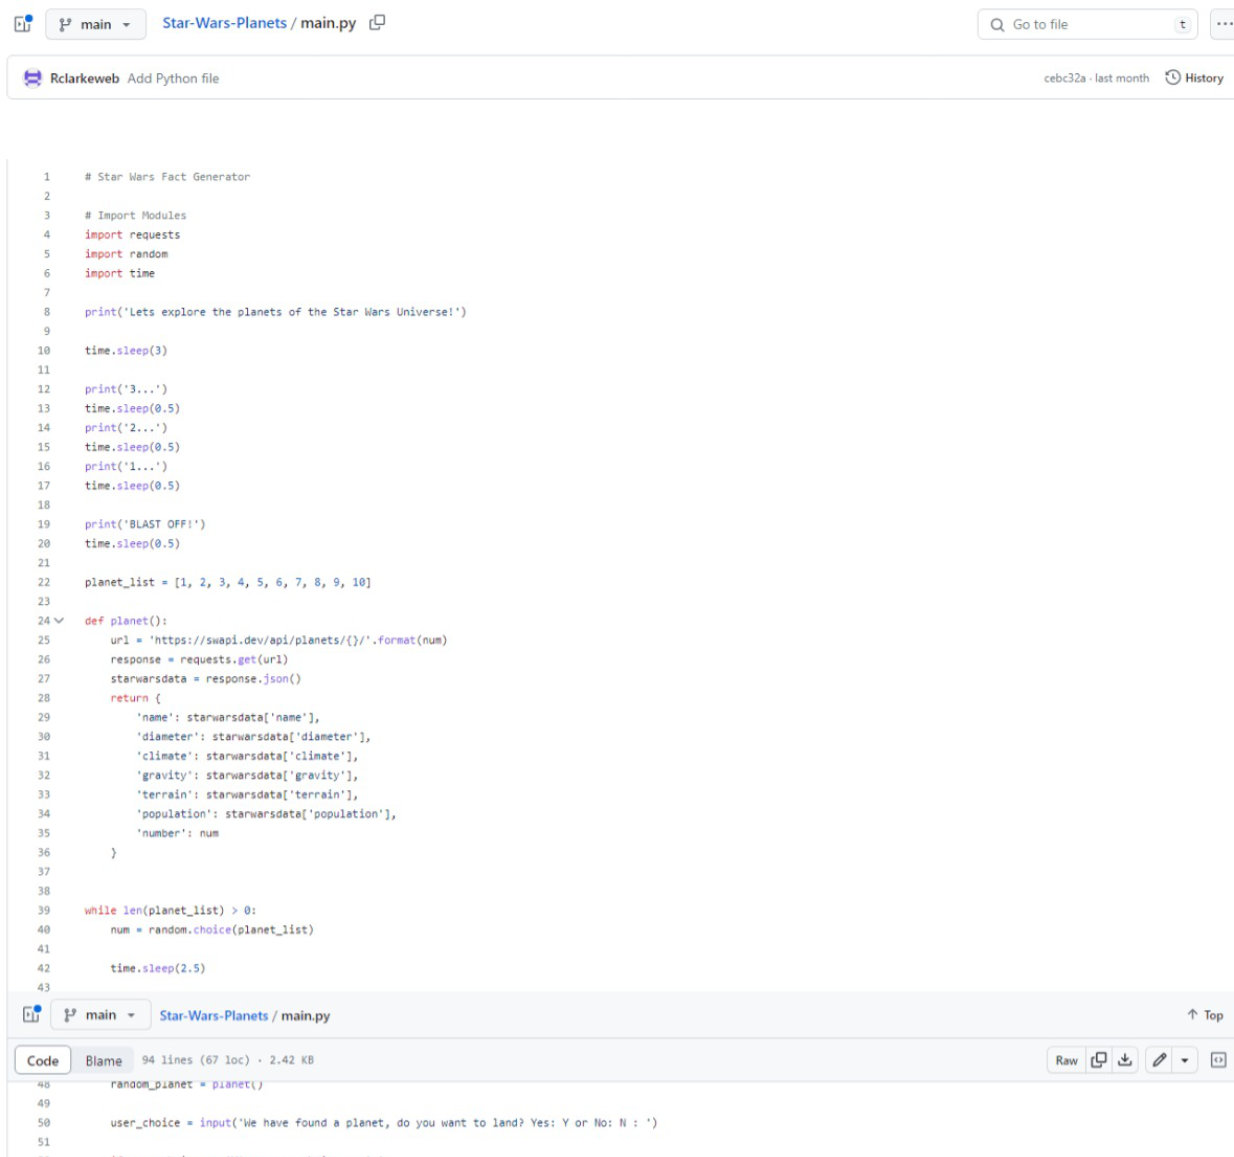 main Star-Wars-Planets / main.py Go to file t ...
Rclarkeweb Add Python file cebc32a · last month History
1 # Star Wars Fact Generator
2
3 # Import Modules
4 import requests
5 import random
6 import time
7
8 print('Lets explore the planets of the Star Wars Universe!')
9
10 time.sleep(3)
11
12 print('3...')
13 time.sleep(0.5)
14 print('2...')
15 time.sleep(0.5)
16 print('1...')
17 time.sleep(0.5)
18
19 print('BLAST OFF!')
20 time.sleep(0.5)
21
22 planet_list = [1, 2, 3, 4, 5, 6, 7, 8, 9, 10]
23
24 def planet():
25 url = 'https://swapi.dev/api/planets/{}/'.format(num)
26 response = requests.get(url)
27 starwarsdata = response.json()
28 return {
29 'name': starwarsdata['name'],
30 'diameter': starwarsdata['diameter'],
31 'climate': starwarsdata['climate'],
32 'gravity': starwarsdata['gravity'],
33 'terrain': starwarsdata['terrain'],
34 'population': starwarsdata['population'],
35 'number': num
36 }
37
38
39 while len(planet_list) > 0:
40 num = random.choice(planet_list)
41
42 time.sleep(2.5)
43
main Star-Wars-Planets / main.py Top
Code Blame 94 lines (67 loc) · 2.42 KB Raw
48 random_planet = planet()
49
50 user_choice = input('We have found a planet, do you want to land? Yes: Y or No: N : ')
51